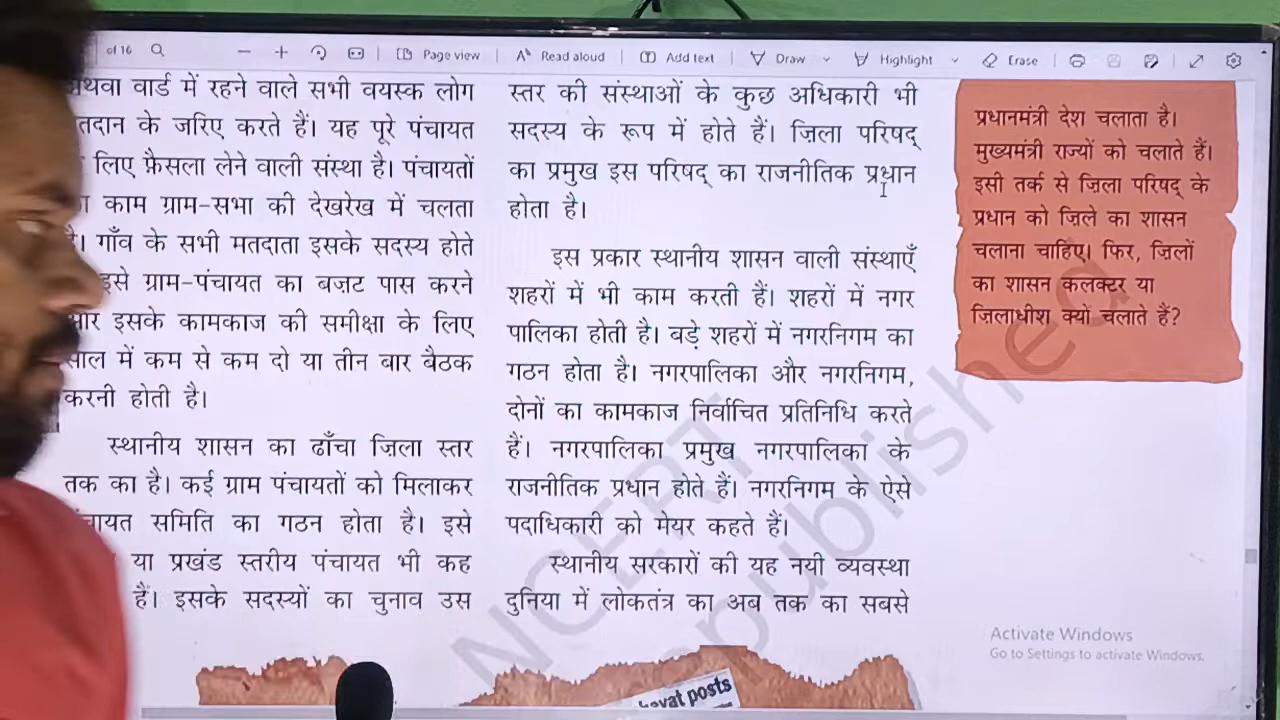 of 16
Page view
Read aloud
Add text
Draw
Highlight
Erase
वार्ड में रहने वाले सभी वयस्क लोग
के जरिए करते हैं। यह पूरे पंचायत
लिए फ़ैसला लेने वाली संस्था है। पंचायतों
काम ग्राम-सभा की देखरेख में चलता
गाँव के सभी मतदाता इसके सदस्य होते
इसे ग्राम-पंचायत का बजट पास करने
इसके कामकाज की समीक्षा के लिए
साल में कम से कम दो या तीन बार बैठक
करनी होती है।
स्थानीय शासन का ढाँचा ज़िला स्तर
तक का है। कई ग्राम पंचायतों को मिलाकर
समिति का गठन होता है। इसे
या प्रखंड स्तरीय पंचायत भी कह
हैं। इसके सदस्यों का चुनाव उस
स्तर की संस्थाओं के कुछ अधिकारी भी
सदस्य के रूप में होते हैं। ज़िला परिषद्
का प्रमुख इस परिषद् का राजनीतिक प्रधान
होता है।
इस प्रकार स्थानीय शासन वाली संस्थाएँ
शहरों में भी काम करती हैं। शहरों में नगर
पालिका होती है। बड़े शहरों में नगरनिगम का
गठन होता है। नगरपालिका और नगरनिगम,
दोनों का कामकाज निर्वाचित प्रतिनिधि करते
हैं। नगरपालिका प्रमुख नगरपालिका के
राजनीतिक प्रधान होते हैं। नगरनिगम के ऐसे
पदाधिकारी को मेयर कहते हैं।
स्थानीय सरकारों की यह नयी व्यवस्था
दुनिया में लोकतंत्र का अब तक का सबसे
प्रधानमंत्री देश चलाता है।
मुख्यमंत्री राज्यों को चलाते हैं।
इसी तर्क से ज़िला परिषद् के
प्रधान को ज़िले का शासन
चलाना चाहिए। फिर, ज़िलों
का शासन कलक्टर या
ज़िलाधीश क्यों चलाते हैं?
NCERT
published
posts
Activate Windows
Go to Settings to activate Windows.